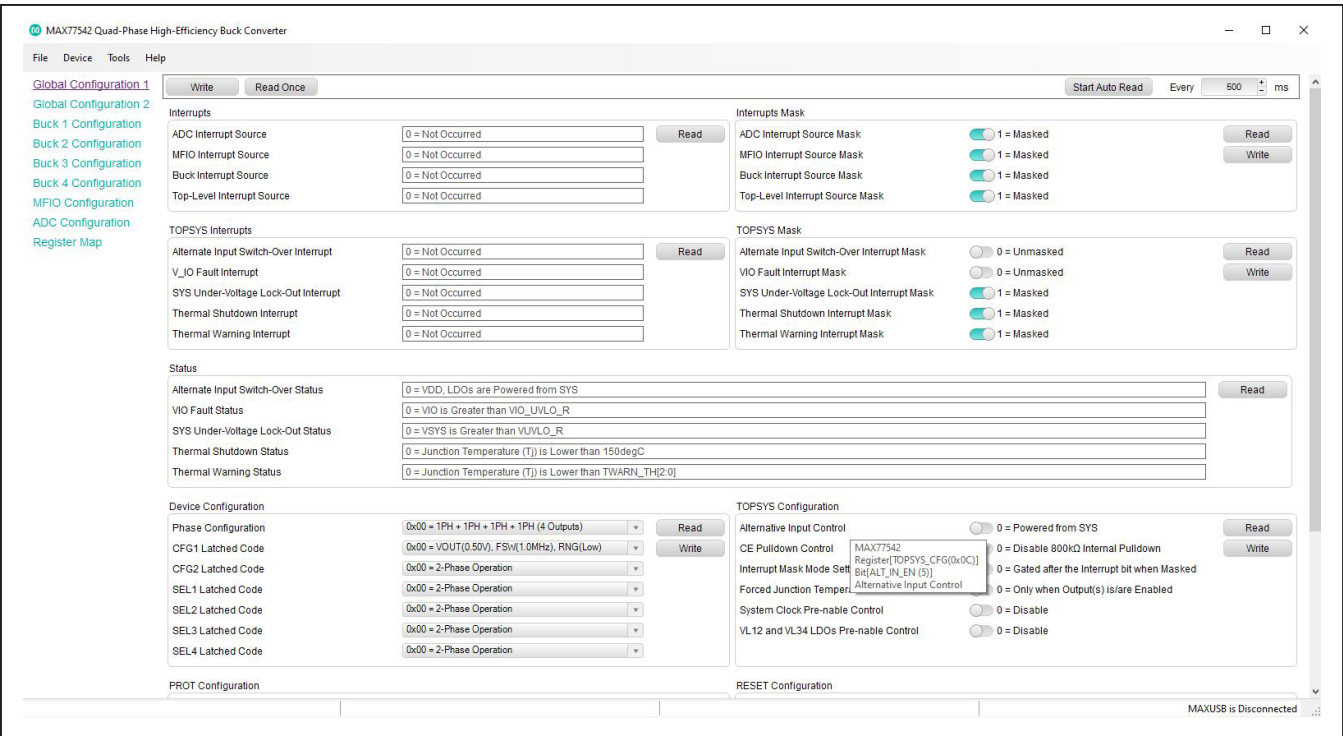 MAX77542 Quad-Phase High-Efficiency Buck Converter
File Device Tools Help
Global Configuration 1
Global Configuration 2
Buck 1 Configuration
Buck 2 Configuration
Buck 3 Configuration
Buck 4 Configuration
MFIO Configuration
ADC Configuration
Register Map
Write Read Once Start Auto Read Every 500 ms
Interrupts
ADC Interrupt Source 0 = Not Occurred Read
MFIO Interrupt Source 0 = Not Occurred
Buck Interrupt Source 0 = Not Occurred
Top-Level Interrupt Source 0 = Not Occurred
Interrupts Mask
ADC Interrupt Source Mask 1 = Masked Read
MFIO Interrupt Source Mask 1 = Masked Write
Buck Interrupt Source Mask 1 = Masked
Top-Level Interrupt Source Mask 1 = Masked
TOPSYS Interrupts
Alternate Input Switch-Over Interrupt 0 = Not Occurred Read
V_IO Fault Interrupt 0 = Not Occurred
SYS Under-Voltage Lock-Out Interrupt 0 = Not Occurred
Thermal Shutdown Interrupt 0 = Not Occurred
Thermal Warning Interrupt 0 = Not Occurred
TOPSYS Mask
Alternate Input Switch-Over Interrupt Mask 0 = Unmasked Read
VIO Fault Interrupt Mask 0 = Unmasked Write
SYS Under-Voltage Lock-Out Interrupt Mask 1 = Masked
Thermal Shutdown Interrupt Mask 1 = Masked
Thermal Warning Interrupt Mask 1 = Masked
Status
Alternate Input Switch-Over Status 0 = VDD, LDOs are Powered from SYS Read
VIO Fault Status 0 = VIO is Greater than VIO_UVLO_R
SYS Under-Voltage Lock-Out Status 0 = VSYS is Greater than VUVLO_R
Thermal Shutdown Status 0 = Junction Temperature (Tj) is Lower than 150degC
Thermal Warning Status 0 = Junction Temperature (Tj) is Lower than TWARN_TH[2:0]
Device Configuration
Phase Configuration 0x00 = 1PH + 1PH + 1PH + 1PH (4 Outputs) Read
CFG1 Latched Code 0x00 = VOUT(0.50V), FSW(1.0MHz), RNG(Low) Write
CFG2 Latched Code 0x00 = 2-Phase Operation
SEL1 Latched Code 0x00 = 2-Phase Operation
SEL2 Latched Code 0x00 = 2-Phase Operation
SEL3 Latched Code 0x00 = 2-Phase Operation
SEL4 Latched Code 0x00 = 2-Phase Operation
TOPSYS Configuration
Alternative Input Control 0 = Powered from SYS Read
CE Pulldown Control 0 = Disable 800kΩ Internal Pulldown Write
Interrupt Mask Mode Sett 0 = Gated after the Interrupt bit when Masked
Forced Junction Tempera 0 = Only when Output(s) is/are Enabled
System Clock Pre-nable Control 0 = Disable
VL12 and VL34 LDOs Pre-nable Control 0 = Disable
MAX77542
Register[TOPSYS_CFG(0x0C)]
Bit[ALT_IN_EN (5)]
Alternative Input Control
PROT Configuration
RESET Configuration
MAXUSB is Disconnected